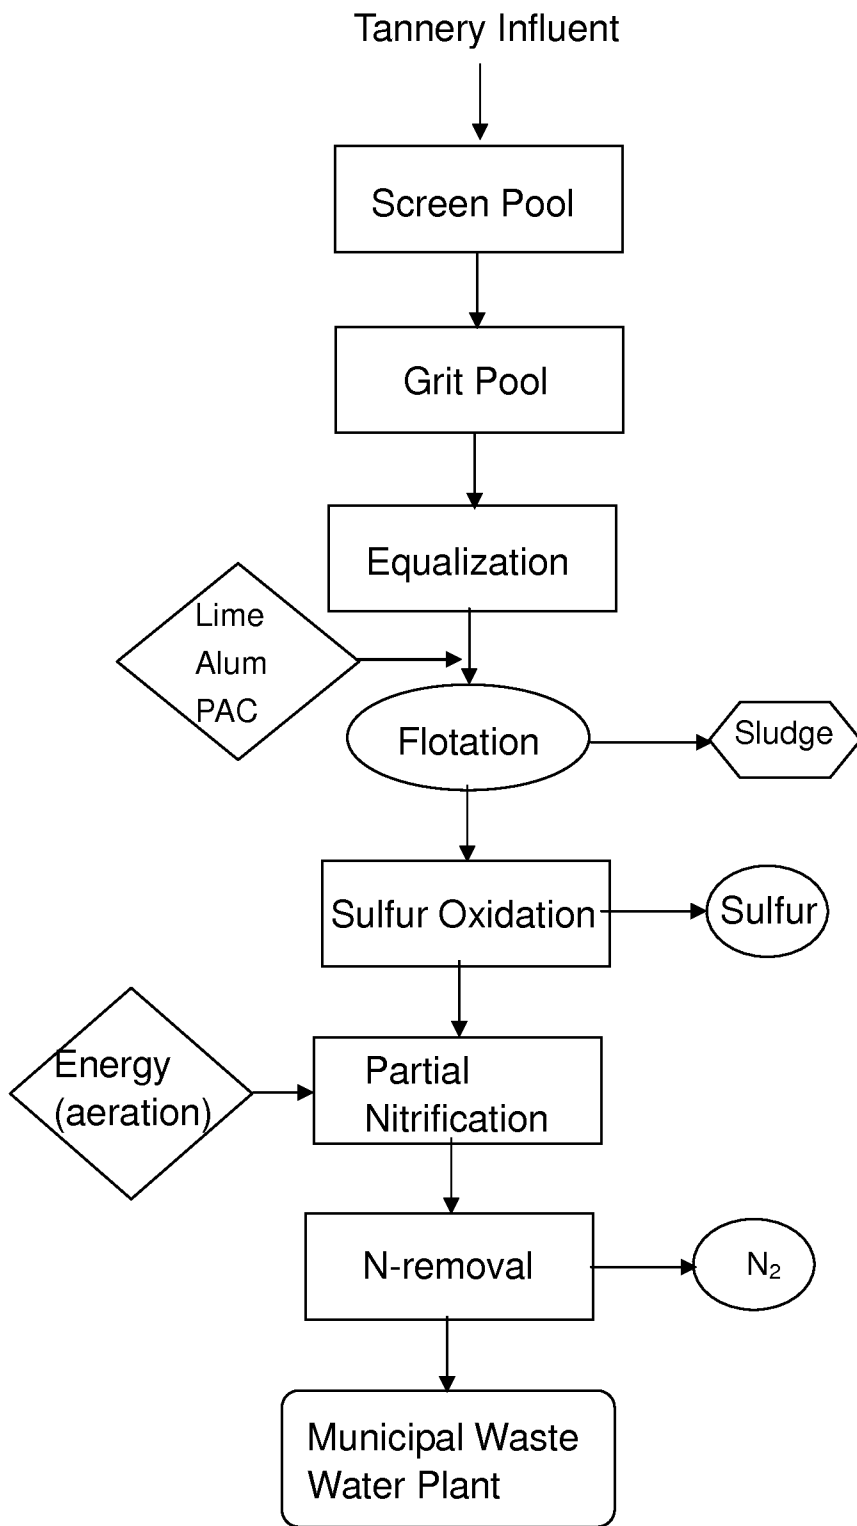 Tannery Influent
Screen Pool
Grit Pool
Equalization
Lime
Alum
PAC
Flotation
Sludge
Sulfur Oxidation
Sulfur
Energy
(aeration)
Partial
Nitrification
N-removal
N₂
Municipal Waste
Water Plant